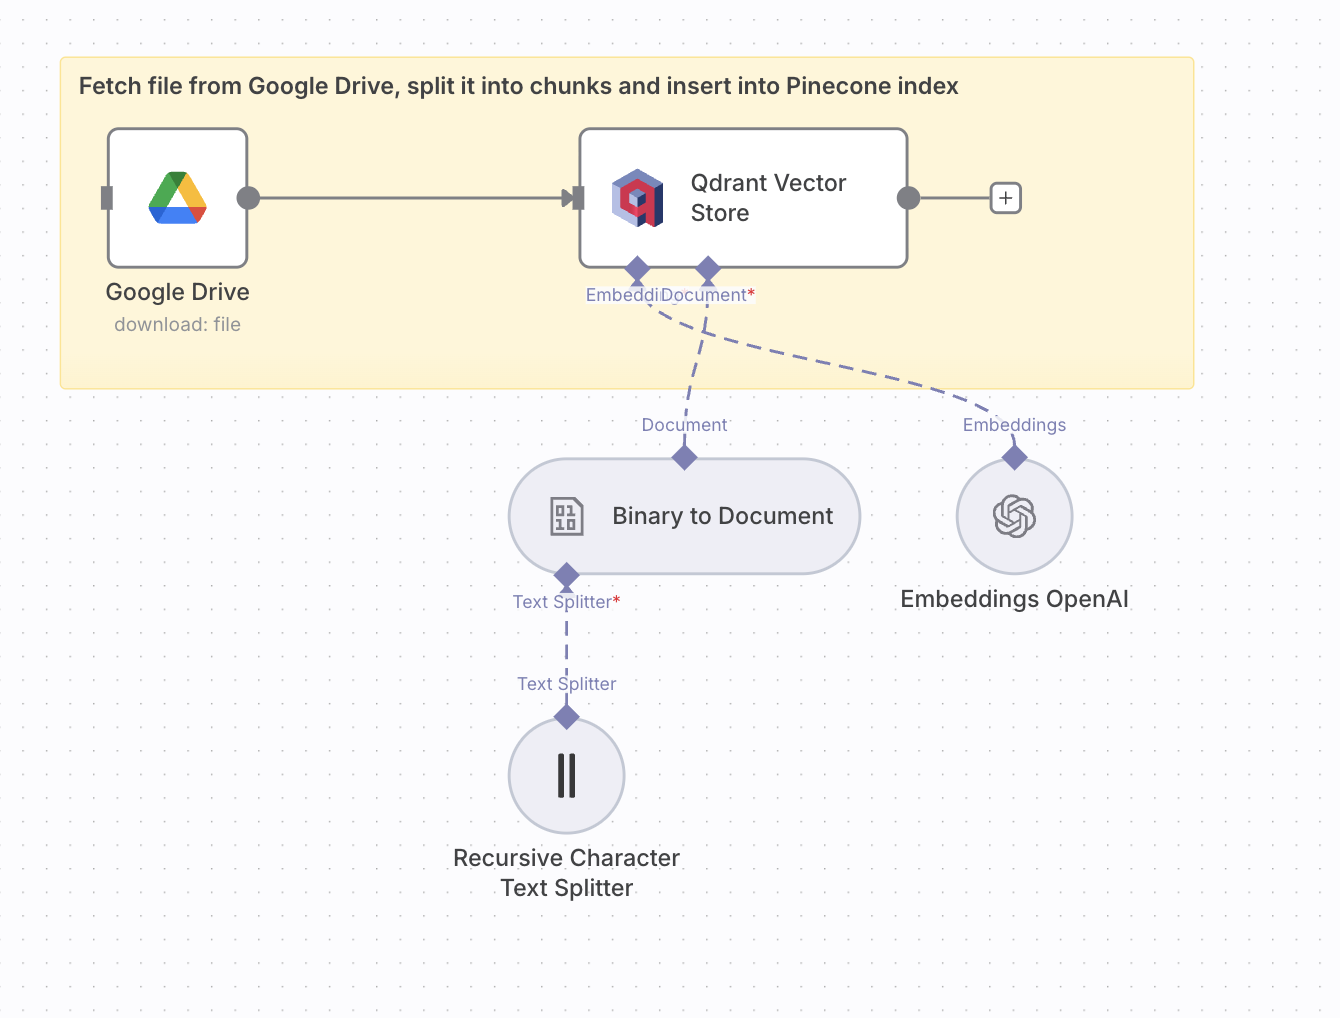 Fetch file from Google Drive, split it into chunks and insert into Pinecone index
Qdrant Vector
Store
Google Drive
download: file
Document*
Document
Embeddings
Binary to Document
Text Splitter*
Embeddings OpenAI
Text Splitter
Recursive Character
Text Splitter